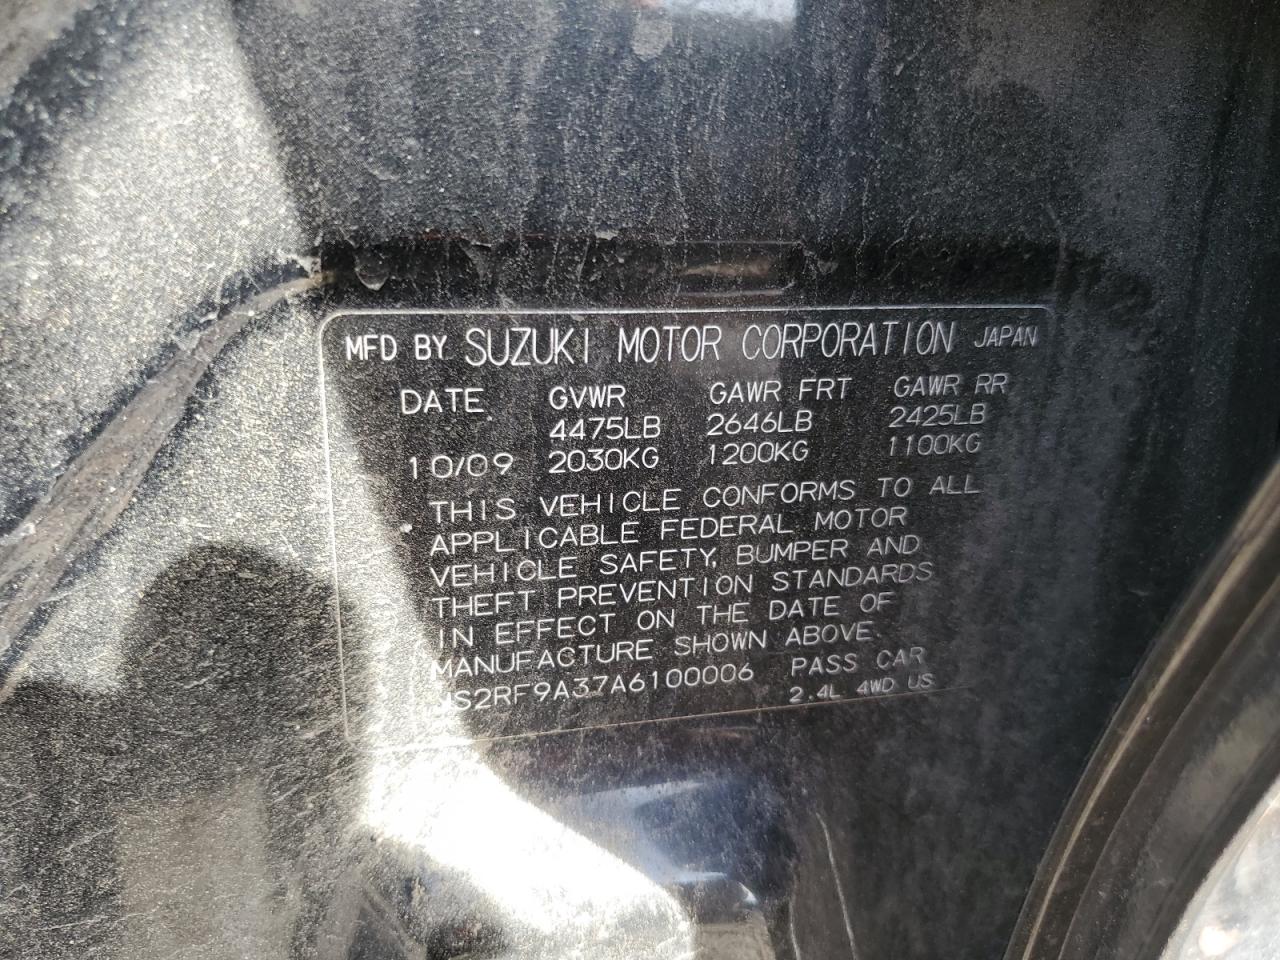 MFD BY SUZUKI MOTOR CORPORATION JAPAN
DATE GVWR GAWR FRT GAWR RR
4475LB 2646LB 2425LB
10/09 2030KG 1200KG 1100KG
THIS VEHICLE CONFORMS TO ALL
APPLICABLE FEDERAL MOTOR
VEHICLE SAFETY, BUMPER AND
THEFT PREVENTION STANDARDS
IN EFFECT ON THE DATE OF
MANUFACTURE SHOWN ABOVE.
JS2RF9A37A6100006 PASS CAR
2.4L 4WD US